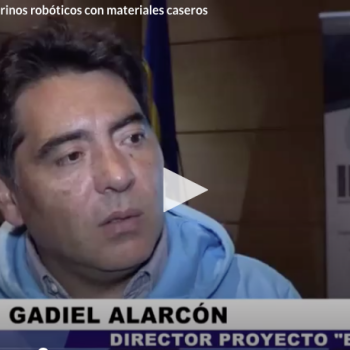 rinos robóticos con materiales caseros
GADIEL ALARCÓN
DIRECTOR PROYECTO "E